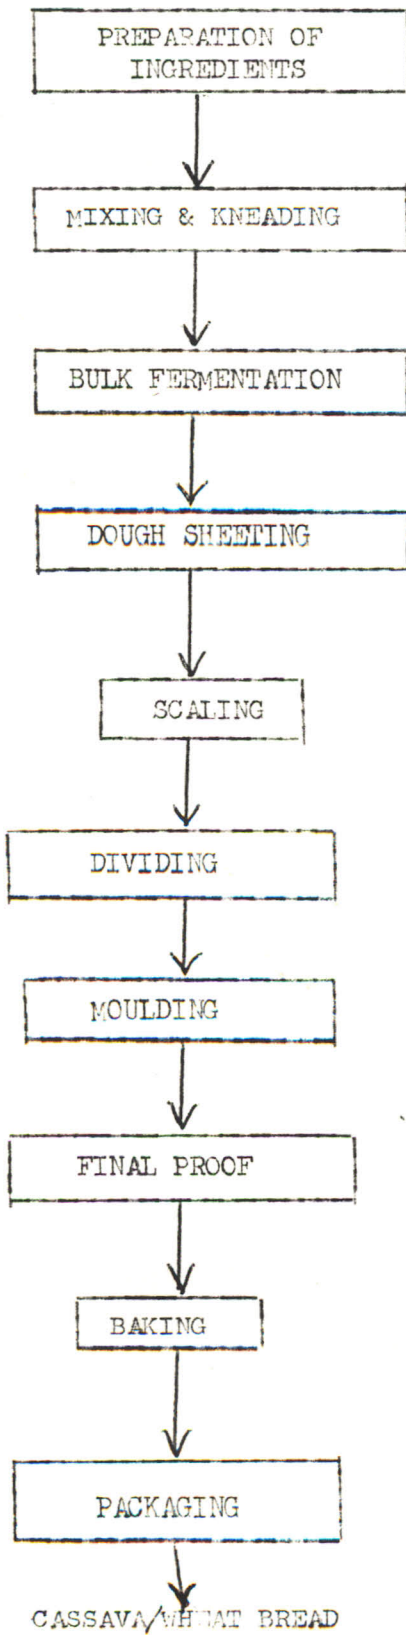 PREPARATION OF
INGREDIENTS
MIXING & KNEADING
BULK FERMENTATION
DOUGH SHEETING
SCALING
DIVIDING
MOULDING
FINAL PROOF
BAKING
PACKAGING
CASSAVA/WHEAT BREAD